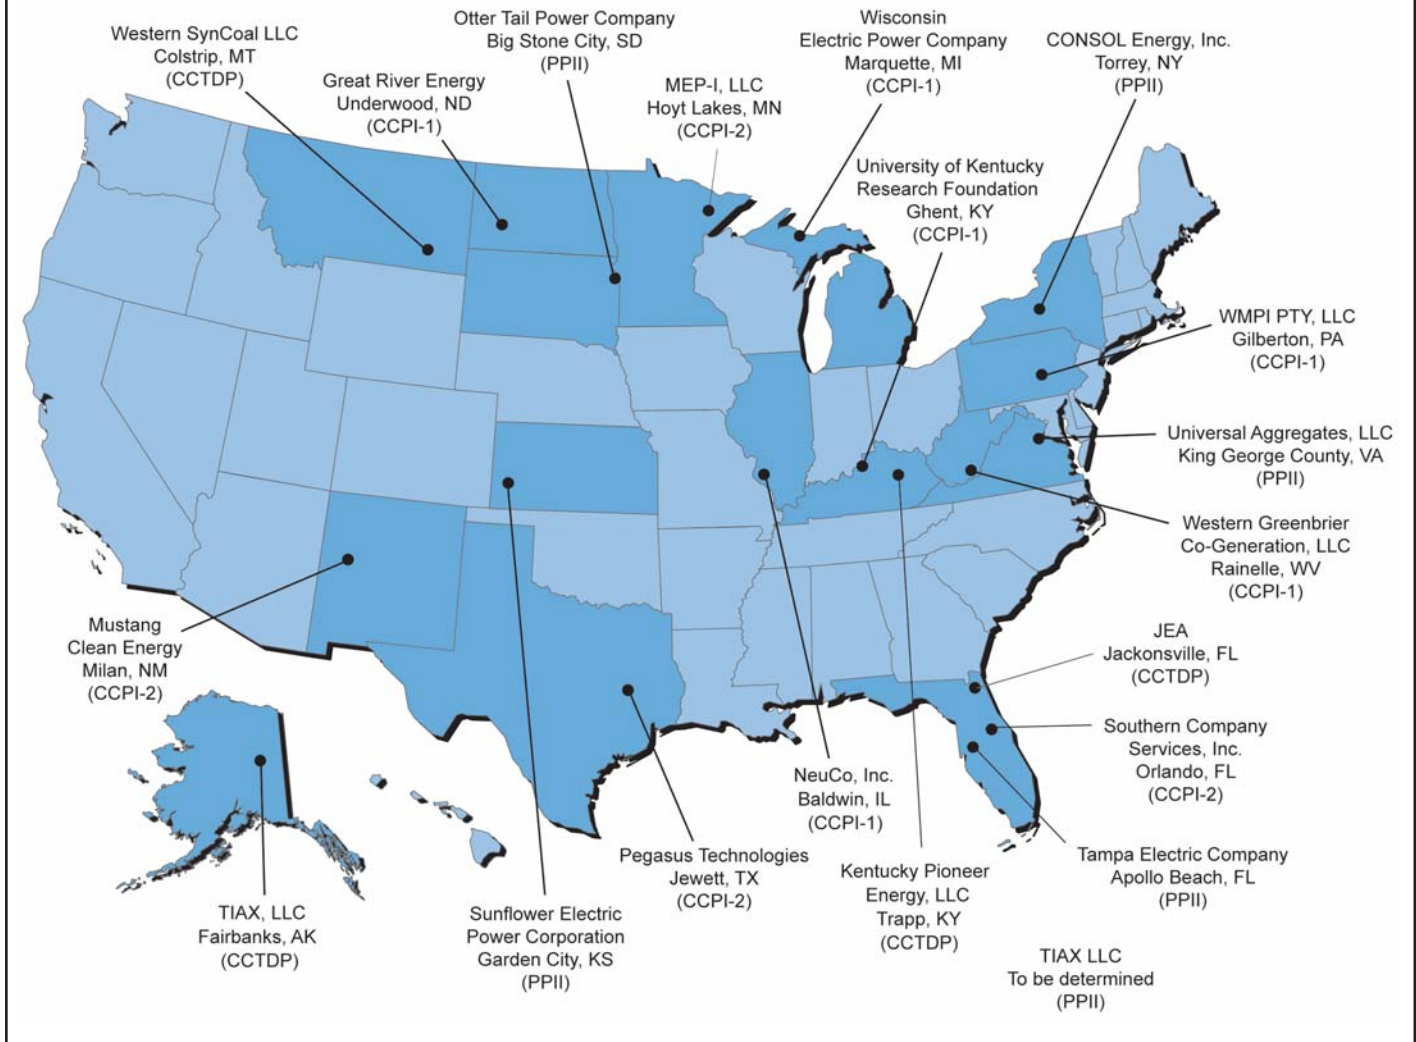 Western SynCoal LLC
Colstrip, MT
(CCTDP)
Great River Energy
Underwood, ND
(CCPI-1)
Otter Tail Power Company
Big Stone City, SD
(PPII)
MEP-I, LLC
Hoyt Lakes, MN
(CCPI-2)
Wisconsin
Electric Power Company
Marquette, MI
(CCPI-1)
University of Kentucky
Research Foundation
Ghent, KY
(CCPI-1)
CONSOL Energy, Inc.
Torrey, NY
(PPII)
WMPI PTY, LLC
Gilberton, PA
(CCPI-1)
Universal Aggregates, LLC
King George County, VA
(PPII)
Western Greenbrier
Co-Generation, LLC
Rainelle, WV
(CCPI-1)
JEA
Jackonsville, FL
(CCTDP)
Southern Company
Services, Inc.
Orlando, FL
(CCPI-2)
Tampa Electric Company
Apollo Beach, FL
(PPII)
Mustang
Clean Energy
Milan, NM
(CCPI-2)
TIAX, LLC
Fairbanks, AK
(CCTDP)
Sunflower Electric
Power Corporation
Garden City, KS
(PPII)
Pegasus Technologies
Jewett, TX
(CCPI-2)
NeuCo, Inc.
Baldwin, IL
(CCPI-1)
Kentucky Pioneer
Energy, LLC
Trapp, KY
(CCTDP)
TIAX LLC
To be determined
(PPII)